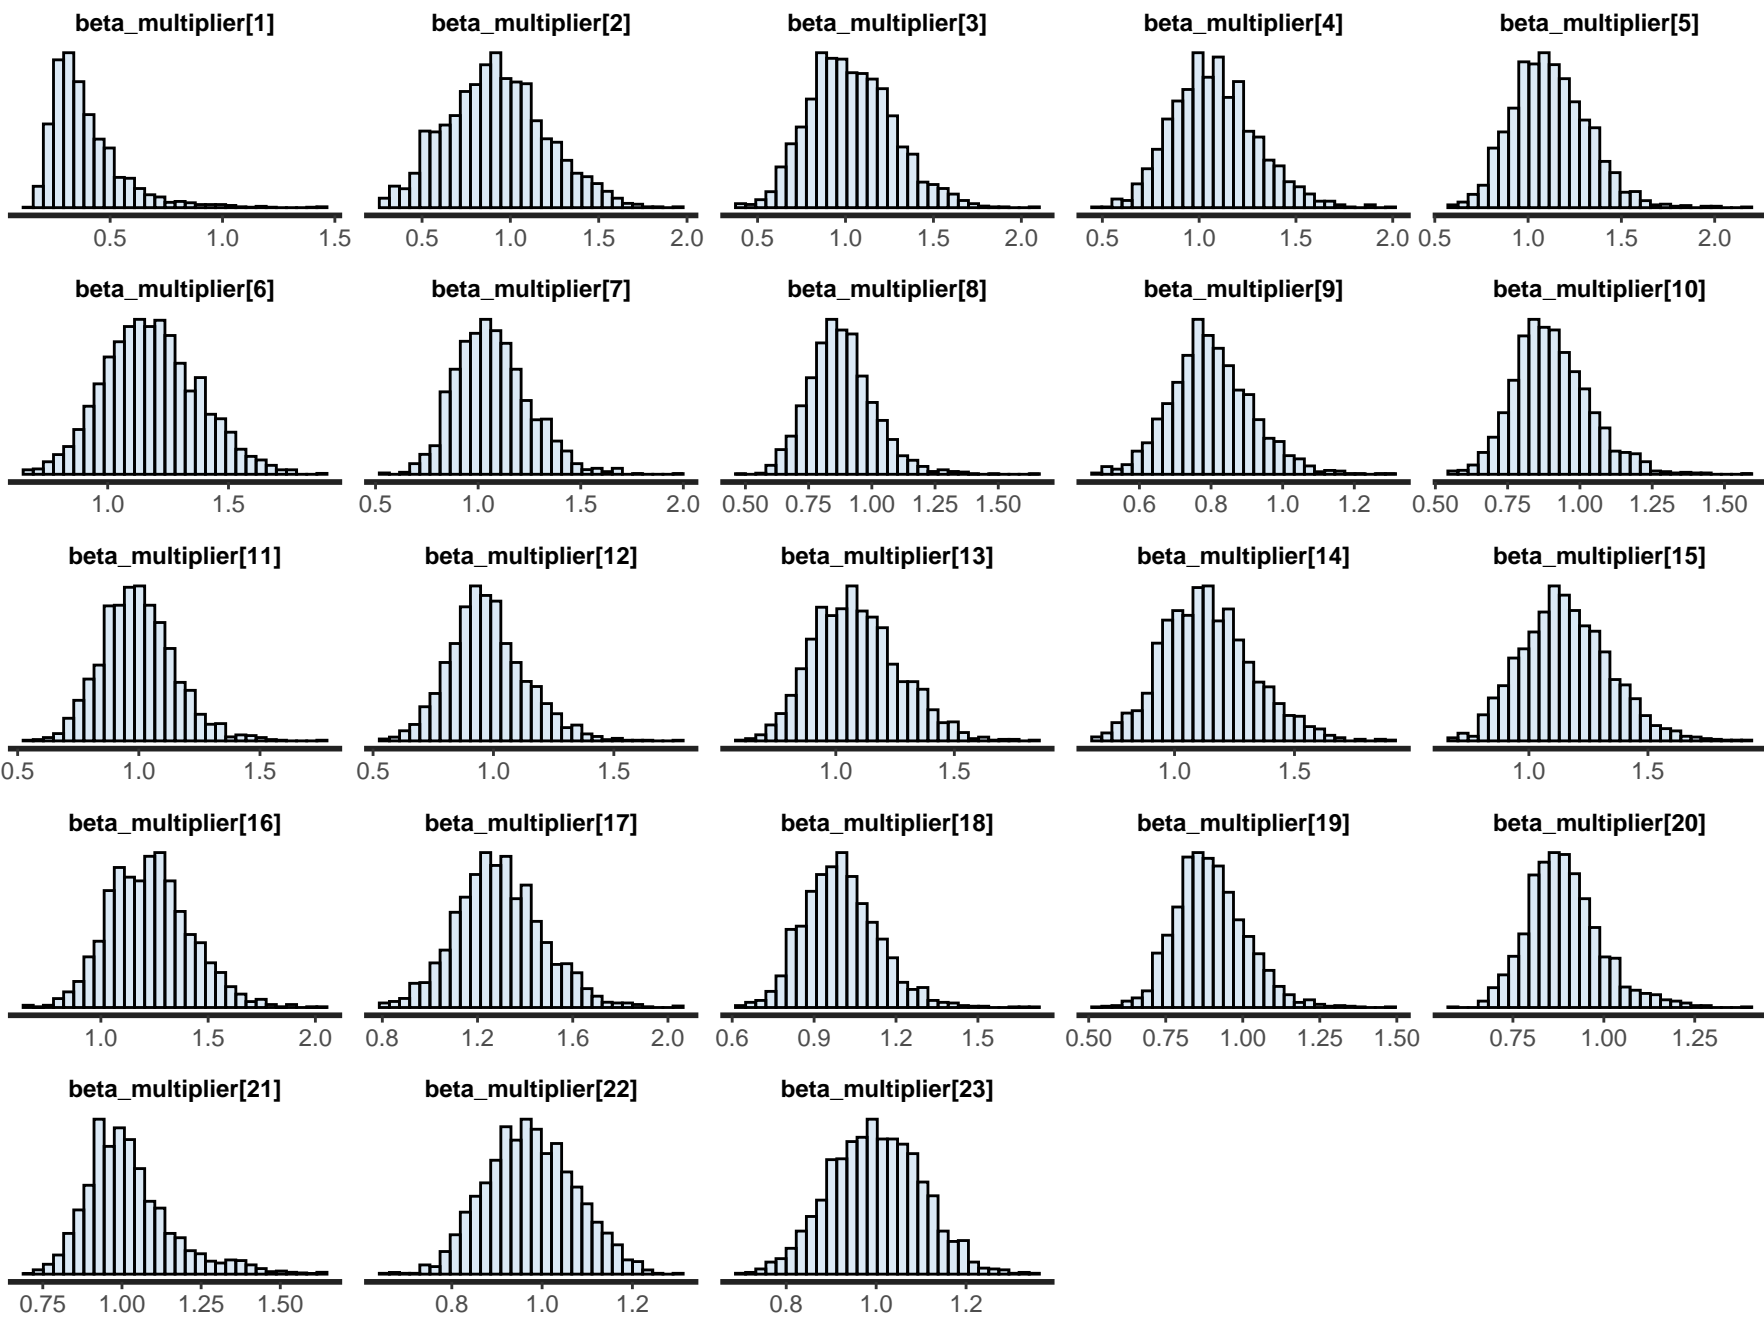 beta_multiplier[1] beta_multiplier[2] beta_multiplier[3] beta_multiplier[4] beta_multiplier[5]
0.5 1.0 1.5 0.5 1.0 1.5 2.0 0.5 1.0 1.5 2.0 0.5 1.0 1.5 2.0 0.5 1.0 1.5 2.0
beta_multiplier[6] beta_multiplier[7] beta_multiplier[8] beta_multiplier[9] beta_multiplier[10]
1.0 1.5 0.5 1.0 1.5 2.0 0.50 0.75 1.00 1.25 1.50 0.6 0.8 1.0 1.2 0.50 0.75 1.00 1.25 1.50
beta_multiplier[11] beta_multiplier[12] beta_multiplier[13] beta_multiplier[14] beta_multiplier[15]
0.5 1.0 1.5 0.5 1.0 1.5 1.0 1.5 1.0 1.5 1.0 1.5
beta_multiplier[16] beta_multiplier[17] beta_multiplier[18] beta_multiplier[19] beta_multiplier[20]
1.0 1.5 2.0 0.8 1.2 1.6 2.0 0.6 0.9 1.2 1.5 0.50 0.75 1.00 1.25 1.50 0.75 1.00 1.25
beta_multiplier[21] beta_multiplier[22] beta_multiplier[23]
0.75 1.00 1.25 1.50 0.8 1.0 1.2 0.8 1.0 1.2